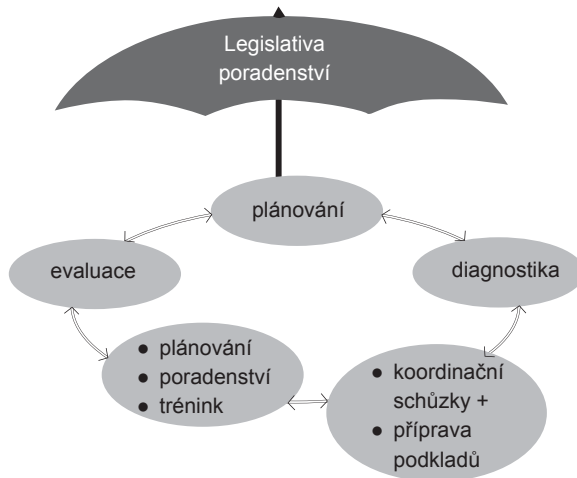 Legislativa
poradenství
plánování
evaluace
diagnostika
● plánování
● poradenství
● trénink
● koordinační
schůzky +
● příprava
podkladů